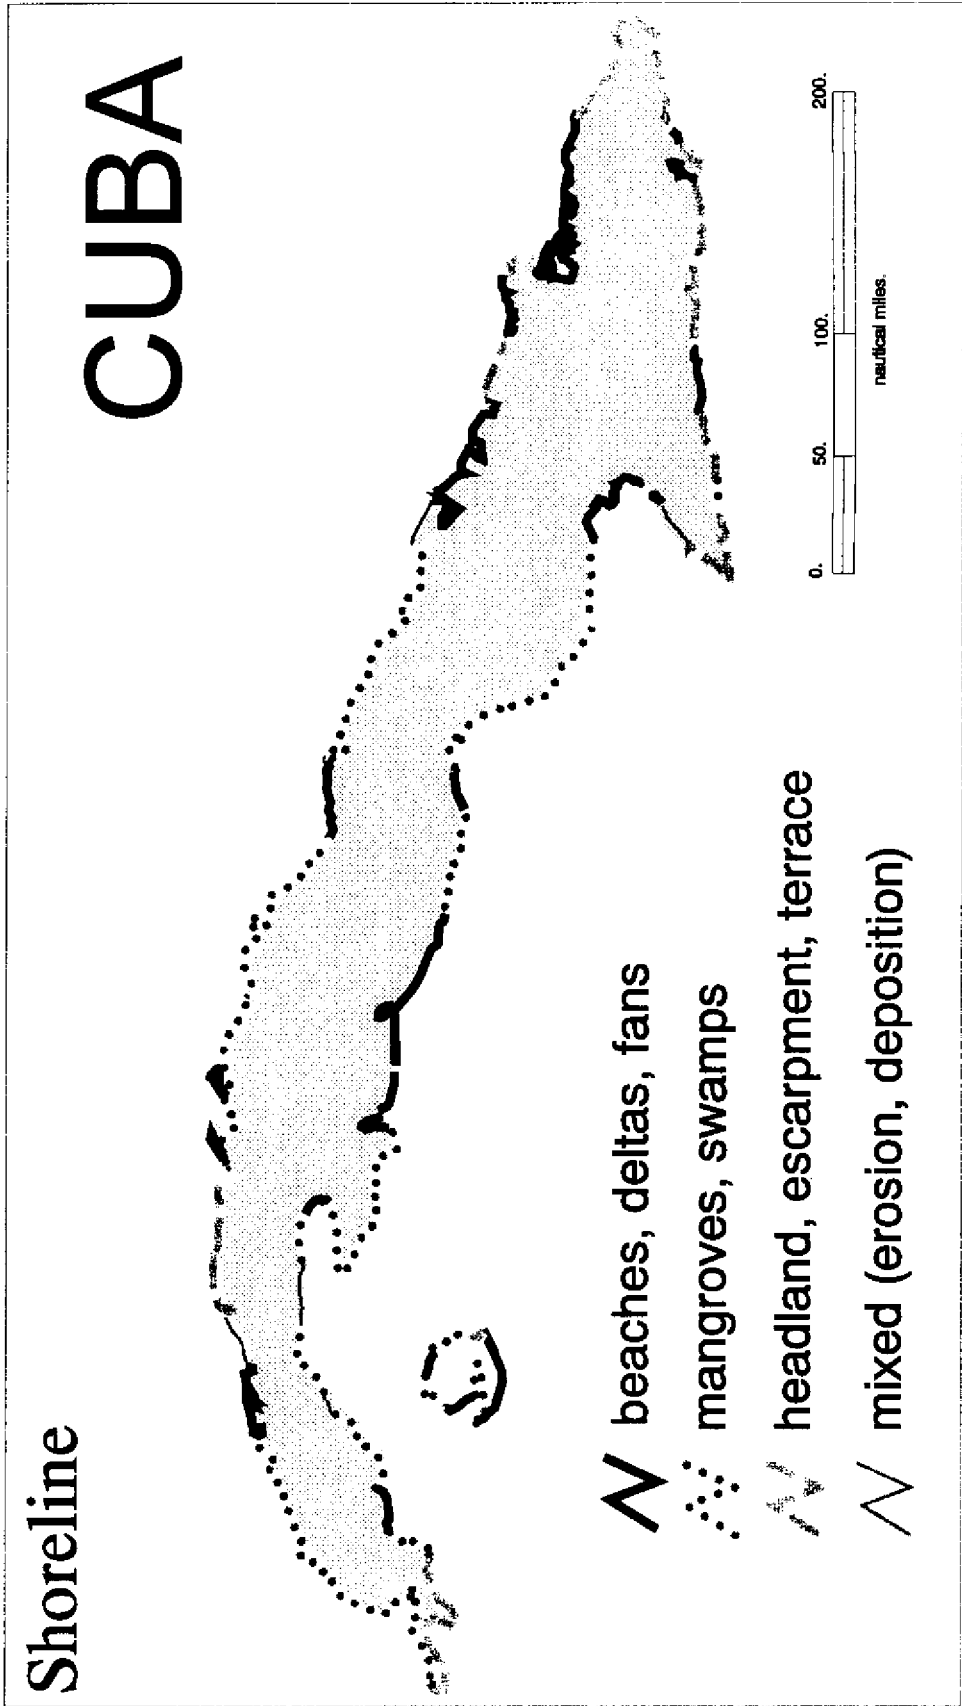 Shoreline
CUBA
beaches, deltas, fans
mangroves, swamps
headland, escarpment, terrace
mixed (erosion, deposition)
0. 50. 100. 200.
nautical miles.